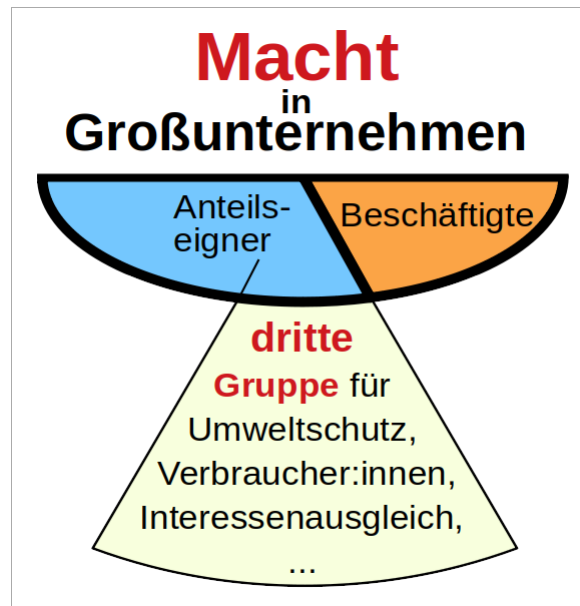 Macht
in
Großunternehmen
Anteils-
eigner
Beschäftigte
dritte
Gruppe für
Umweltschutz,
Verbraucher:innen,
Interessenausgleich,
...